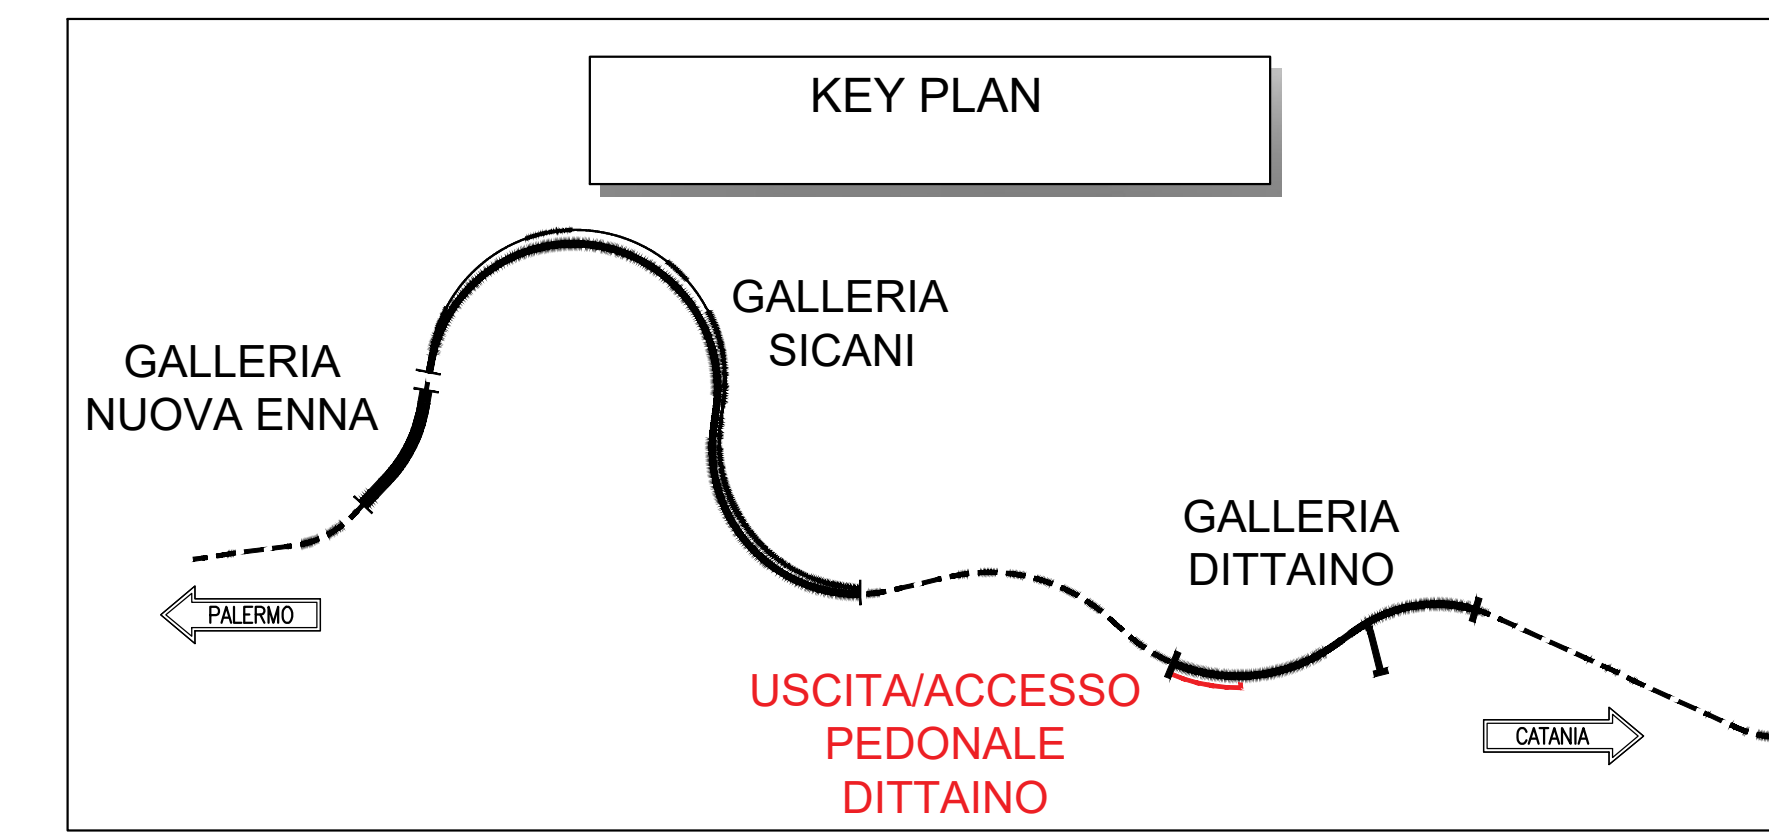 KEY PLAN
GALLERIA
SICANI
GALLERIA
NUOVA ENNA
GALLERIA
DITTAINO
PALERMO
USCITA/ACCESSO
PEDONALE
DITTAINO
CATANIA